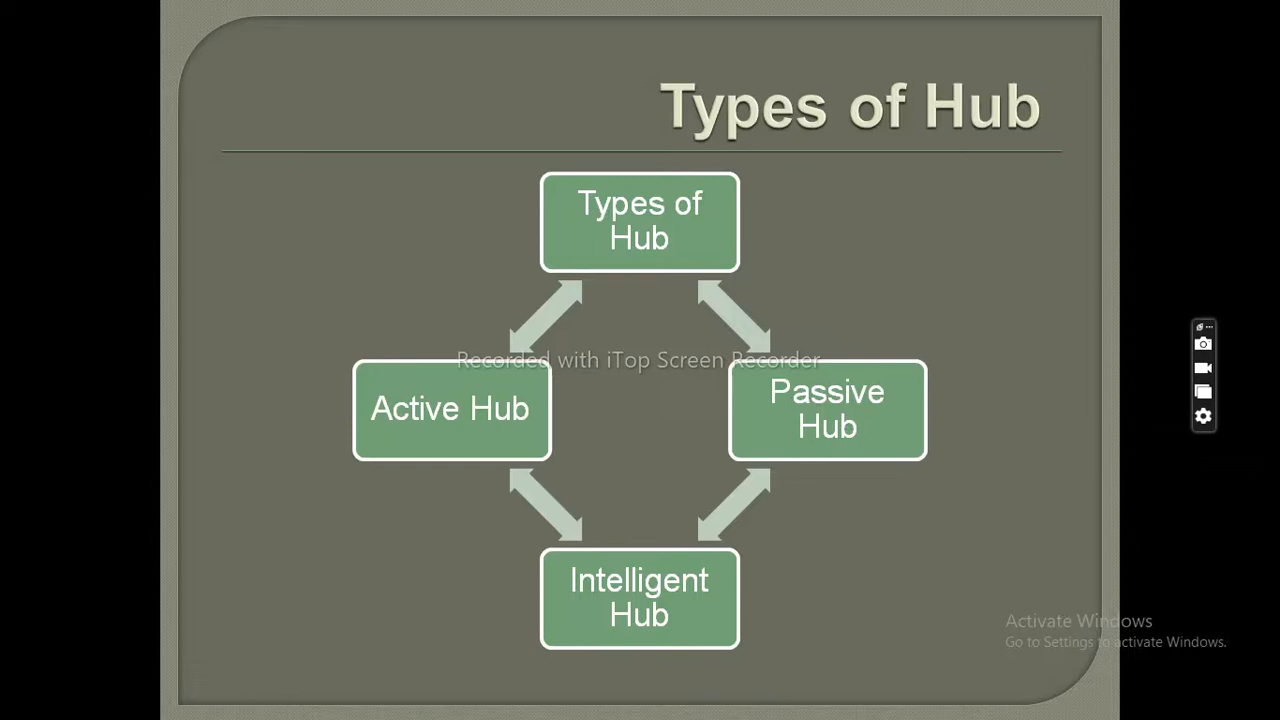 Types of Hub
Types of
Hub
Recorded with iTop Screen Recorder
Active Hub
Passive
Hub
Intelligent
Hub
Activate Windows
Go to Settings to activate Windows.